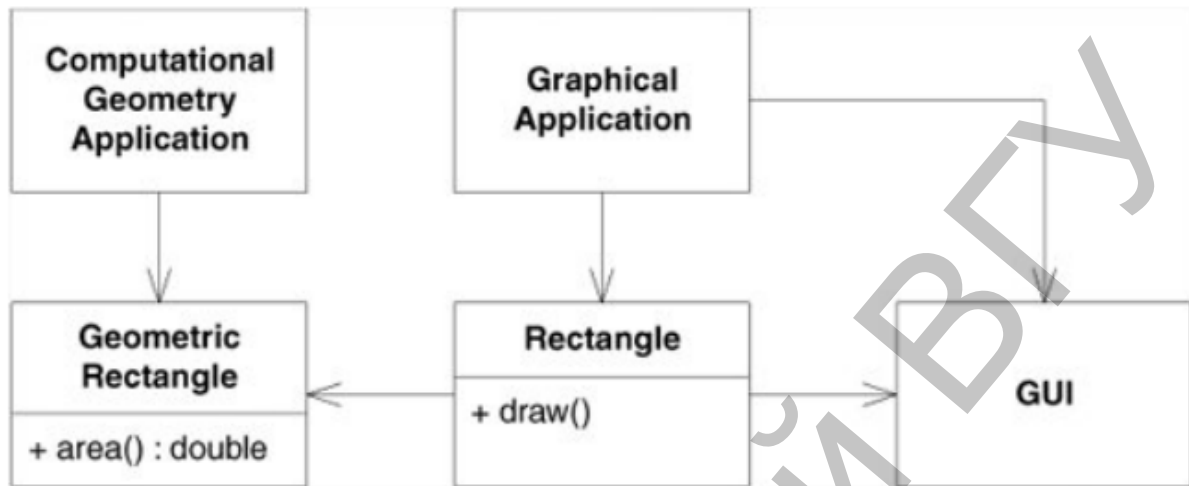 Computational
Geometry
Application
Graphical
Application
Geometric
Rectangle
+ area() : double
Rectangle
+ draw()
GUI
Й ВГУ